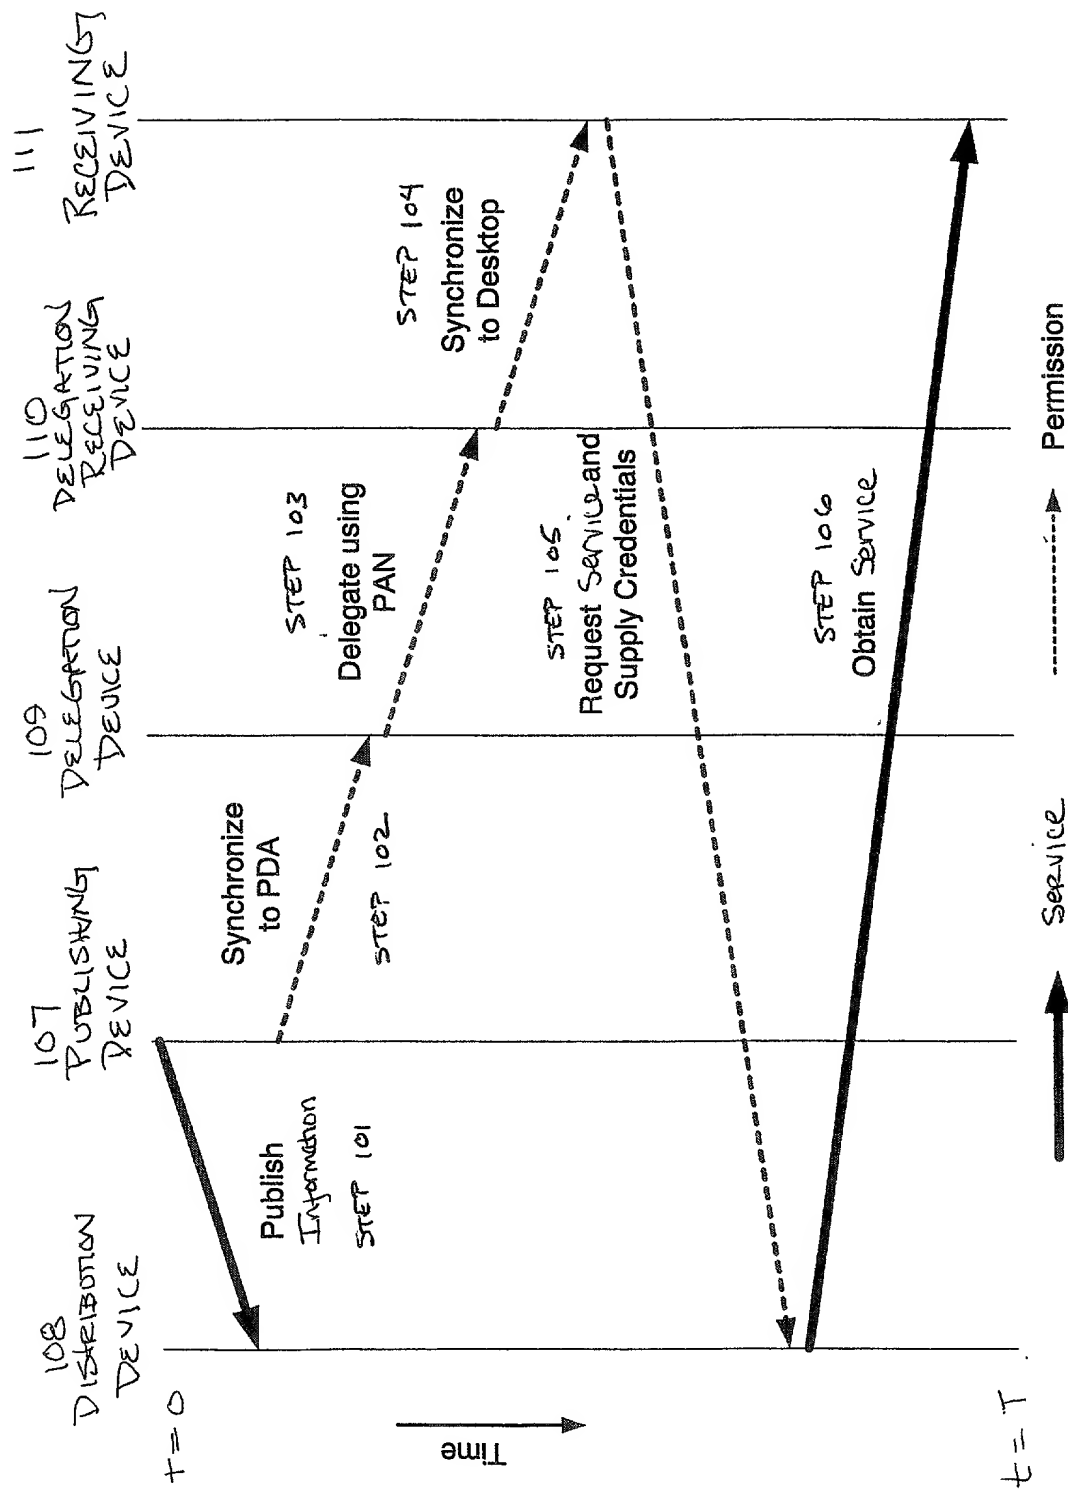 108
DISTRIBUTION
DEVICE
107
PUBLISHING
DEVICE
109
DELEGATION
DEVICE
110
DELEGATION
RECEIVING
DEVICE
111
RECEIVING
DEVICE
t=0
Time
t=T
Publish
Information
STEP 101
Synchronize
to PDA
STEP 102
STEP 103
Delegate using
PAN
STEP 104
Synchronize
to Desktop
STEP 105
Request Service and
Supply Credentials
STEP 106
Obtain Service
Service
Permission